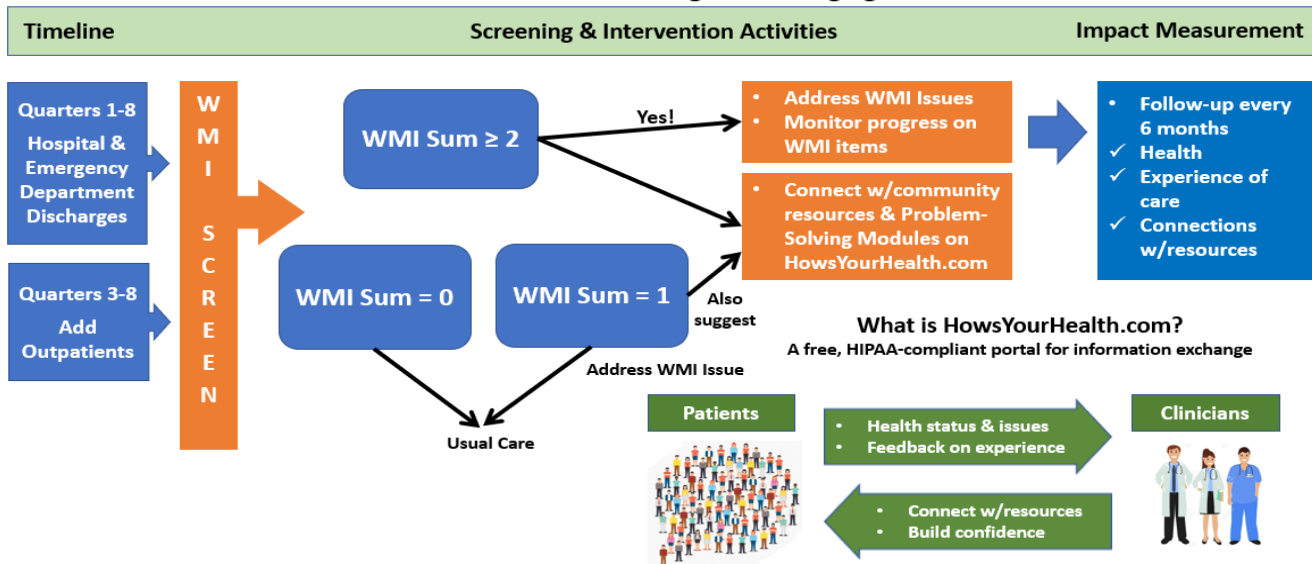 Timeline
Screening & Intervention Activities
Impact Measurement
Quarters 1-8
Hospital &
Emergency
Department
Discharges
Quarters 3-8
Add
Outpatients
W
M
I
S
C
R
E
E
N
WMI Sum ≥ 2
Yes!
WMI Sum = 0
WMI Sum = 1
Also
suggest
Address WMI Issue
Usual Care
• Address WMI Issues
• Monitor progress on
WMI items
• Connect w/community
resources & Problem-
Solving Modules on
HowsYourHealth.com
• Follow-up every
6 months
✓ Health
✓ Experience of
care
✓ Connections
w/resources
What is HowsYourHealth.com?
A free, HIPAA-compliant portal for information exchange
Patients
• Health status & issues
• Feedback on experience
Clinicians
• Connect w/resources
• Build confidence